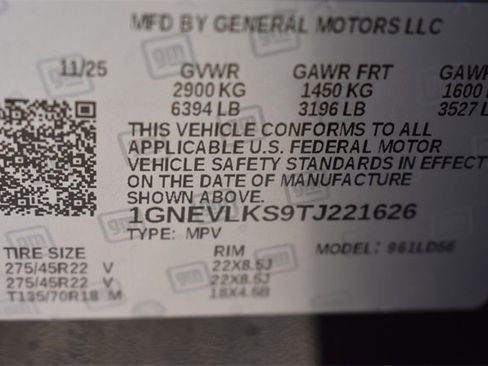 MFD BY GENERAL MOTORS LLC
11/25 GVWR GAWR FRT GAWR
2900 KG 1450 KG 1600
6394 LB 3196 LB 3527 LB
THIS VEHICLE CONFORMS TO ALL
APPLICABLE U.S. FEDERAL MOTOR
VEHICLE SAFETY STANDARDS IN EFFECT
ON THE DATE OF MANUFACTURE
SHOWN ABOVE.
1GNEVLKS9TJ221626
TYPE: MPV MODEL:
TIRE SIZE RIM
275/45R22 V 22X8.5J
275/45R22 V 22X8.5J
T135/70R18 M 18X4.5B
gm